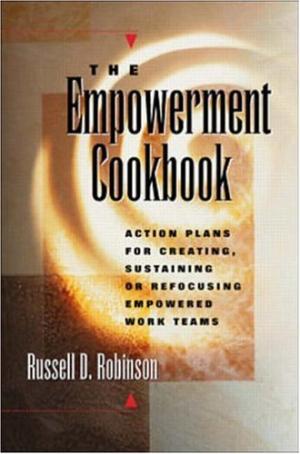 THE
Empowerment
Cookbook
ACTION PLANS
FOR CREATING,
SUSTAINING
OR REFOCUSING
EMPOWERED
WORK TEAMS
Russell D. Robinson